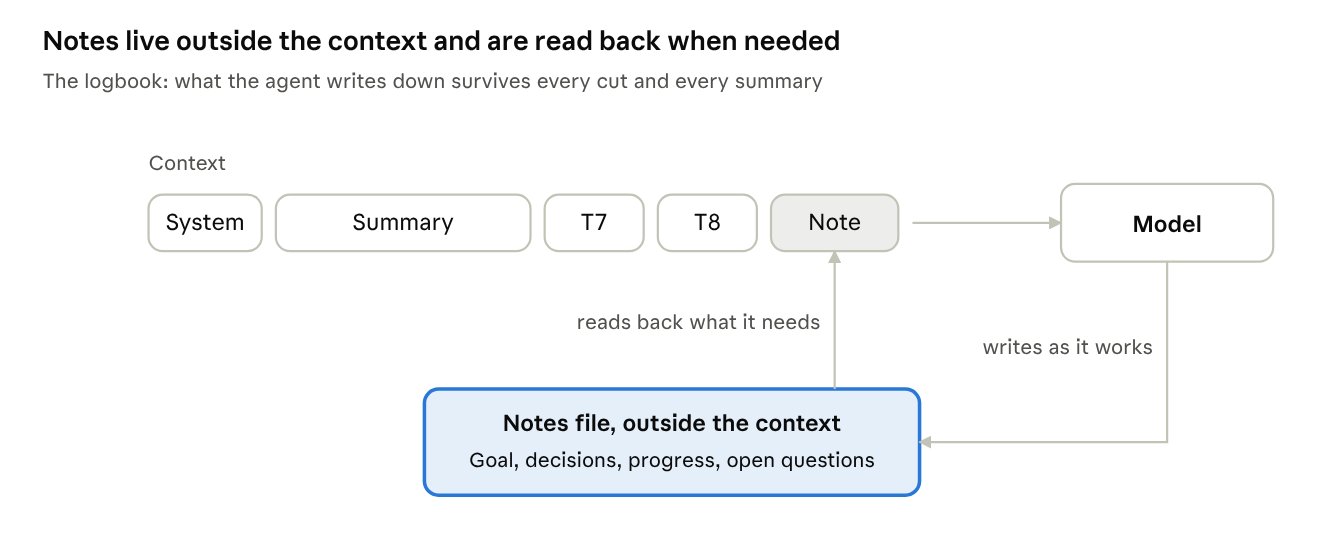 Notes live outside the context and are read back when needed
The logbook: what the agent writes down survives every cut and every summary
Context
System
Summary
T7
T8
Note
Model
reads back what it needs
writes as it works
Notes file, outside the context
Goal, decisions, progress, open questions